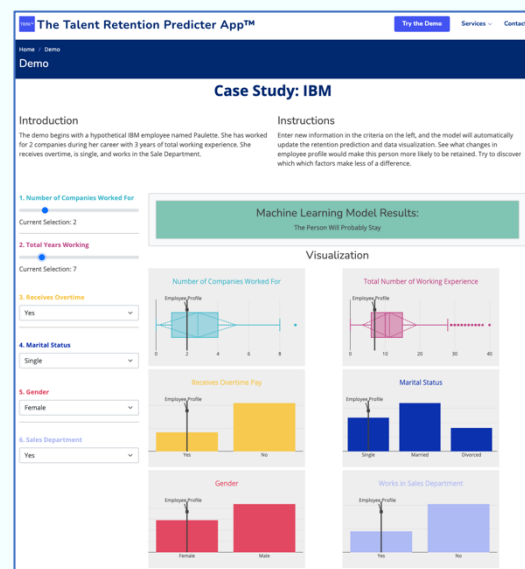 The Talent Retention Predicter App™
Try the Demo
Services
Contact
Home / Demo
Demo
Case Study: IBM
Introduction
The demo begins with a hypothetical IBM employee named Paulette. She has worked
for 2 companies during her career with 3 years of total working experience. She
receives overtime, is single, and works in the Sale Department.
Instructions
Enter new information in the criteria on the left, and the model will automatically
update the retention prediction and data visualization. See what changes in
employee profile would make this person more likely to be retained. Try to discover
which which factors make less of a difference.
1. Number of Companies Worked For
Current Selection: 2
2. Total Years Working
Current Selection: 7
3. Receives Overtime
Yes
4. Marital Status
Single
5. Gender
Female
6. Sales Department
Yes
Machine Learning Model Results:
The Person Will Probably Stay
Visualization
Number of Companies Worked For
Employee Profile
0 2 4 6 8
Total Number of Working Experience
Employee Profile
0 10 20 30 40
Receives Overtime Pay
Employee Profile
Yes No
Marital Status
Employee Profile
Single Married Divorced
Gender
Employee Profile
Female Male
Works in Sales Department
Employee Profile
Yes No